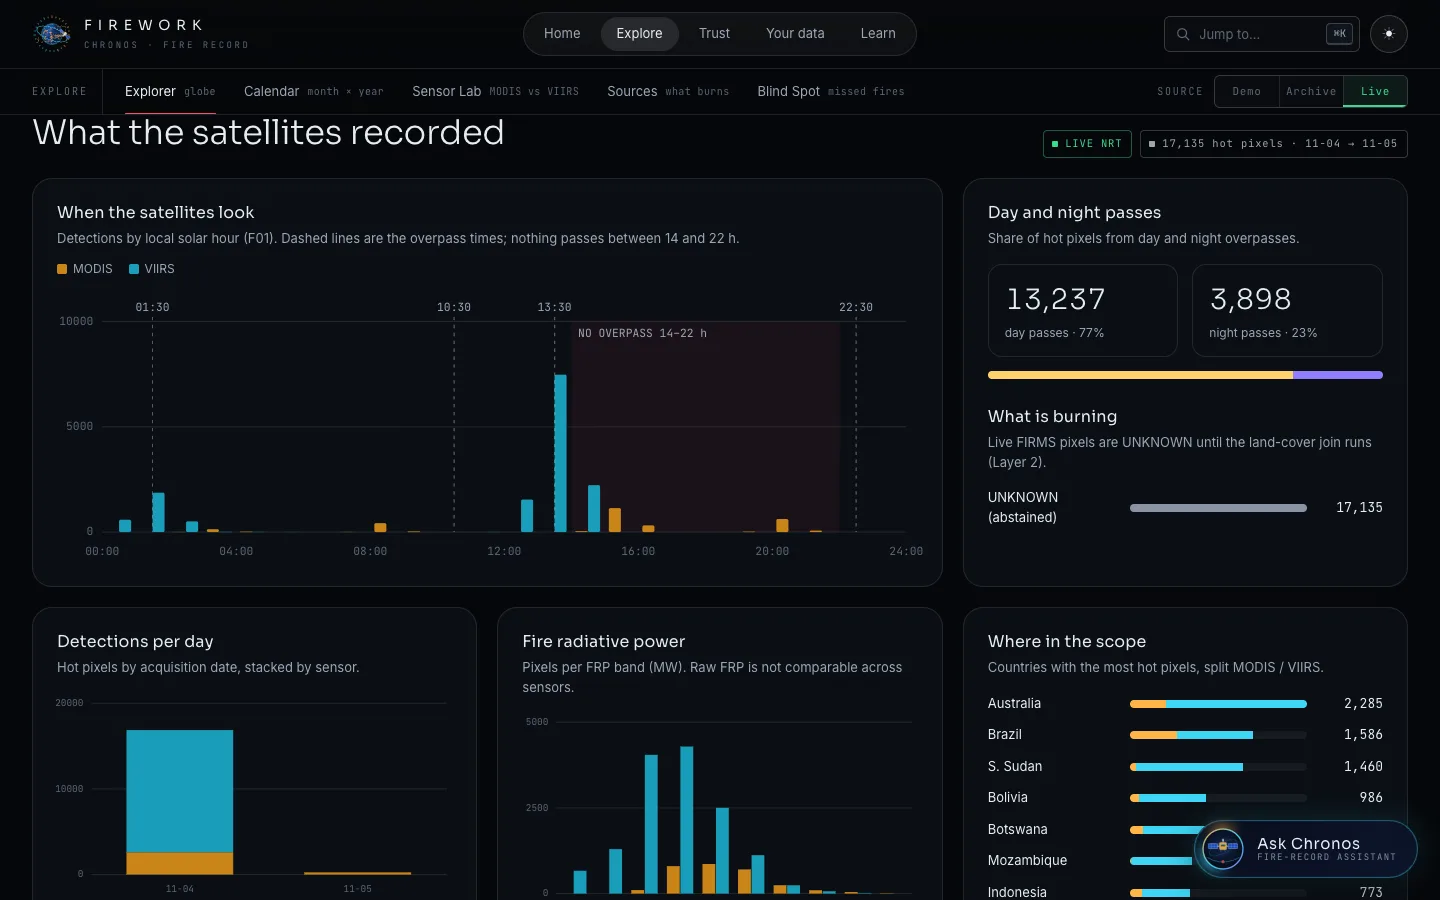 FIREWORK
CHRONOS · FIRE RECORD
Home Explore Trust Your data Learn
Jump to... ⌘K
EXPLORE
Explorer globe
Calendar month × year
Sensor Lab MODIS vs VIIRS
Sources what burns
Blind Spot missed fires
SOURCE Demo Archive Live
What the satellites recorded
LIVE NRT
17,135 hot pixels · 11-04 → 11-05
When the satellites look
Detections by local solar hour (F01). Dashed lines are the overpass times; nothing passes between 14 and 22 h.
MODIS VIIRS
01:30 10:30 13:30 22:30
10000
NO OVERPASS 14–22 h
5000
0
00:00 04:00 08:00 12:00 16:00 20:00 24:00
Day and night passes
Share of hot pixels from day and night overpasses.
13,237
day passes · 77%
3,898
night passes · 23%
What is burning
Live FIRMS pixels are UNKNOWN until the land-cover join runs
(Layer 2).
UNKNOWN
(abstained)
17,135
Detections per day
Hot pixels by acquisition date, stacked by sensor.
20000
10000
0
11-04 11-05
Fire radiative power
Pixels per FRP band (MW). Raw FRP is not comparable across
sensors.
5000
2500
0
Where in the scope
Countries with the most hot pixels, split MODIS / VIIRS.
Australia 2,285
Brazil 1,586
S. Sudan 1,460
Bolivia 986
Botswana
Mozambique
Indonesia 773
Ask Chronos
FIRE-RECORD ASSISTANT